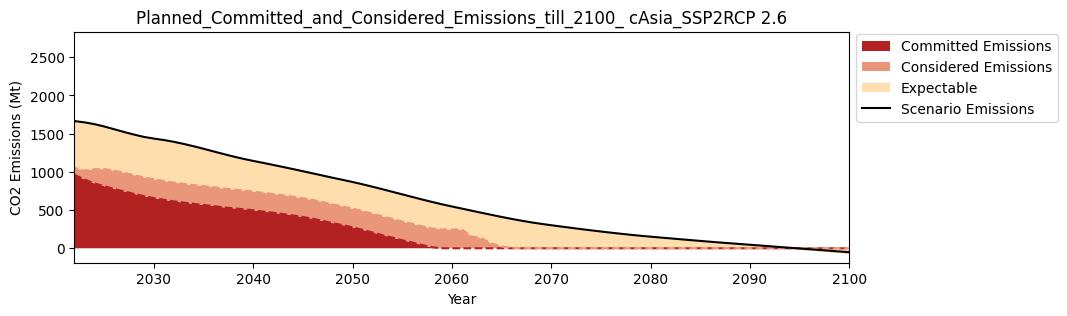 Planned_Committed_and_Considered_Emissions_till_2100_ cAsia_SSP2RCP 2.6
CO2 Emissions (Mt)
2500
2000
1500
1000
500
0
2030 2040 2050 2060 2070 2080 2090 2100
Year
Committed Emissions
Considered Emissions
Expectable
Scenario Emissions